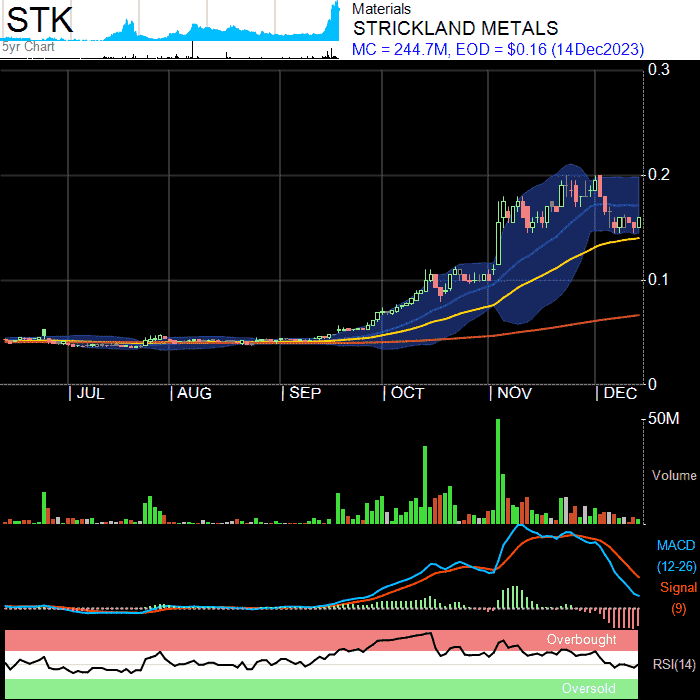 STK
5yr Chart
Materials
STRICKLAND METALS
MC = 244.7M, EOD = $0.16 (14Dec2023)
0.3
0.2
0.1
0
| JUL | AUG | SEP | OCT | NOV | DEC
50M
Volume
MACD
(12-26)
Signal
(9)
Overbought
RSI(14)
Oversold